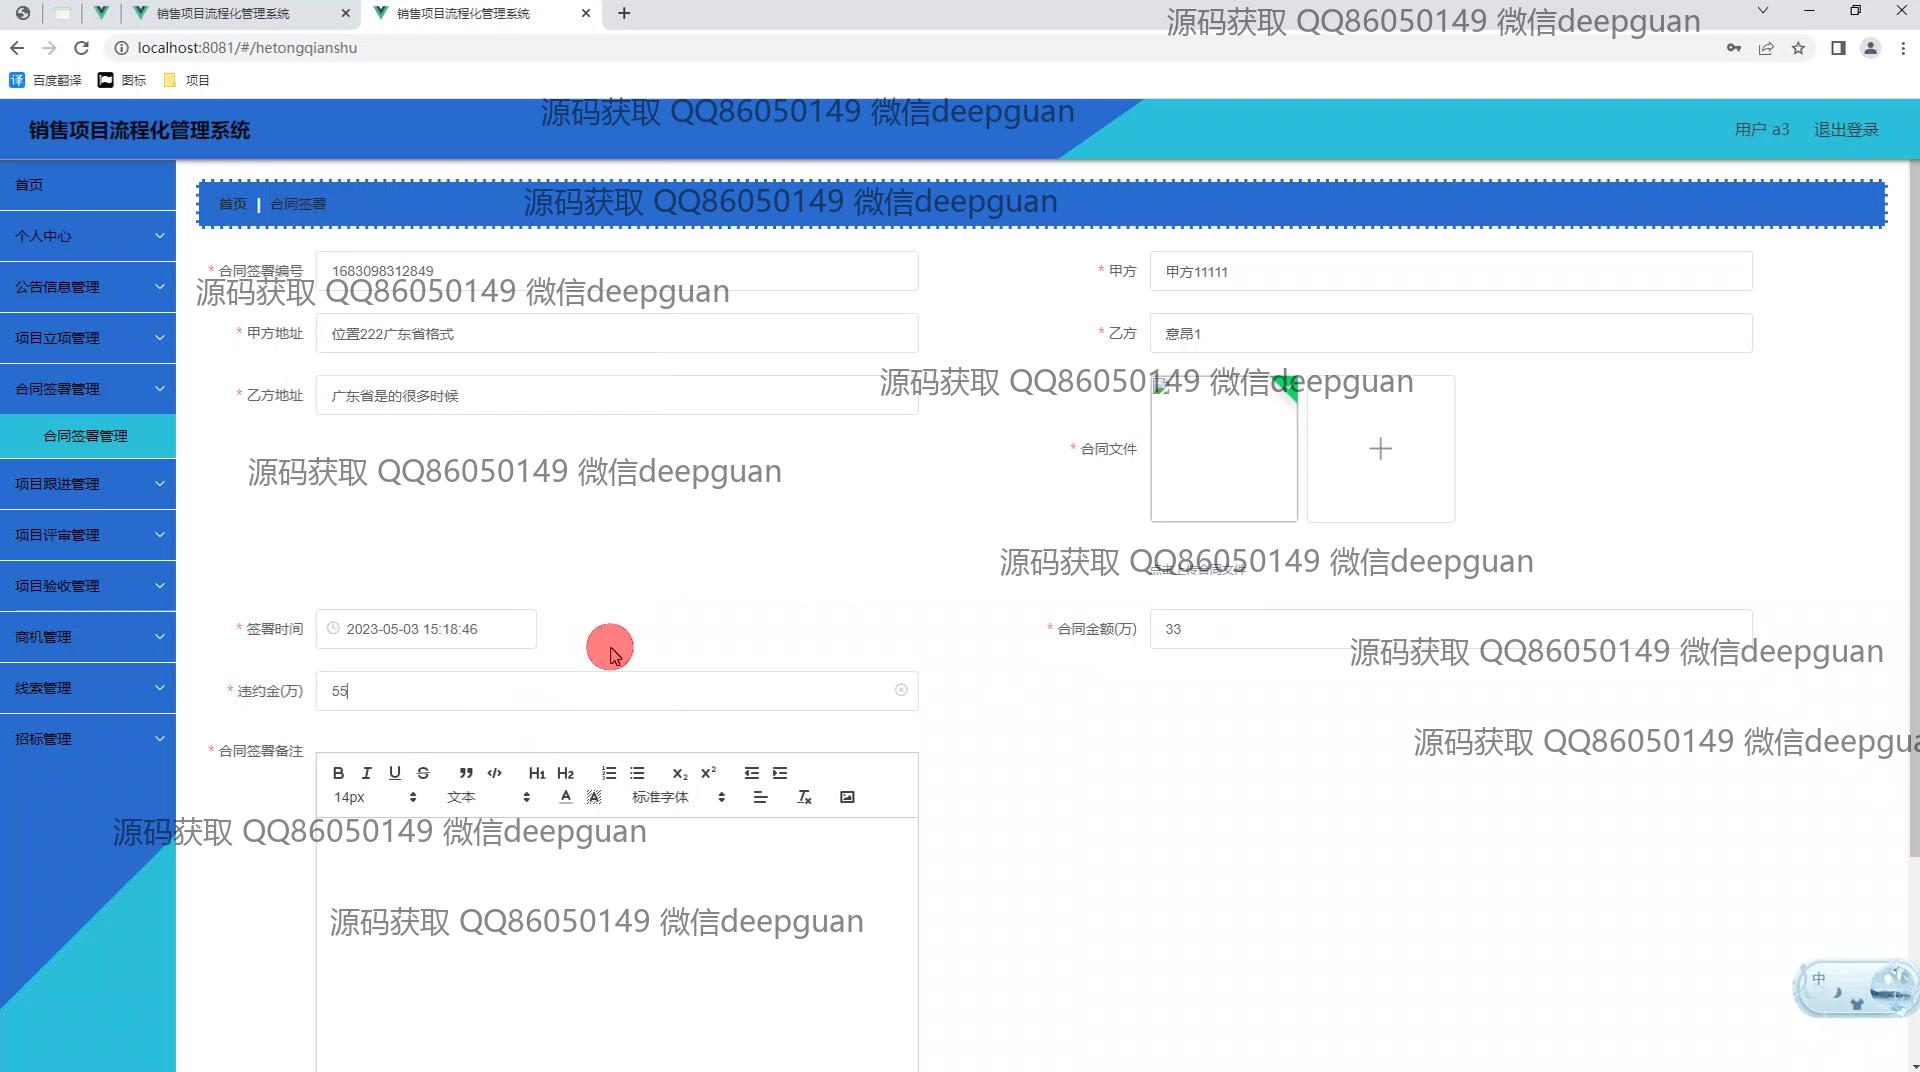 销售项目流程化管理系统
销售项目流程化管理系统
源码获取 QQ86050149 微信deepguan
localhost:8081/#/hetongqianshu
译 百度翻译 图标 项目
源码获取 QQ86050149 微信deepguan
销售项目流程化管理系统
用户 a3 退出登录
首页
首页 | 合同签署
源码获取 QQ86050149 微信deepguan
个人中心
* 合同签署编号 1683098312849
* 甲方 甲方11111
公告信息管理
源码获取 QQ86050149 微信deepguan
项目立项管理
* 甲方地址 位置222广东省格式
* 乙方 意昂1
合同签署管理
* 乙方地址 广东省是的很多时候
源码获取 QQ86050149 微信deepguan
合同签署管理
* 合同文件
源码获取 QQ86050149 微信deepguan
项目跟进管理
项目评审管理
源码获取 QQ86050149 微信deepguan
点击上传合同文件
项目验收管理
* 签署时间 2023-05-03 15:18:46
* 合同金额(万) 33
商机管理
源码获取 QQ86050149 微信deepguan
线索管理
* 违约金(万) 55
招标管理
* 合同签署备注
源码获取 QQ86050149 微信deepgua
B I U S H1 H2 X2 X2
14px 文本 A A 标准字体 Tx
源码获取 QQ86050149 微信deepguan
源码获取 QQ86050149 微信deepguan
中